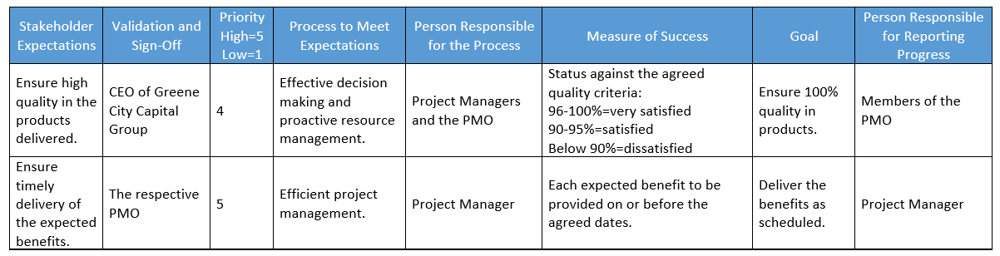 Stakeholder Expectations
Validation and Sign-Off
Priority High=5 Low=1
Process to Meet Expectations
Person Responsible for the Process
Measure of Success
Goal
Person Responsible for Reporting Progress
Ensure high quality in the products delivered.
CEO of Greene City Capital Group
4
Effective decision making and proactive resource management.
Project Managers and the PMO
Status against the agreed quality criteria:
96-100%=very satisfied
90-95%=satisfied
Below 90%=dissatisfied
Ensure 100% quality in products.
Members of the PMO
Ensure timely delivery of the expected benefits.
The respective PMO
5
Efficient project management.
Project Manager
Each expected benefit to be provided on or before the agreed dates.
Deliver the benefits as scheduled.
Project Manager